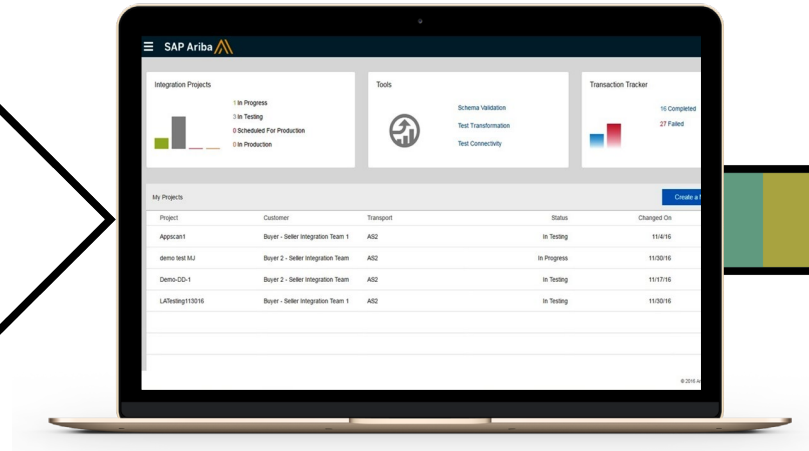 SAP Ariba
Integration Projects
1 In Progress
3 In Testing
0 Scheduled For Production
0 In Production
Tools
Schema Validation
Test Transformation
Test Connectivity
Transaction Tracker
16 Completed
27 Failed
My Projects
Create a
Project Customer Transport Status Changed On
Appscan1 Buyer - Seller Integration Team 1 AS2 In Testing 11/4/16
demo test MJ Buyer 2 - Seller Integration Team AS2 In Progress 11/30/16
Demo-DD-1 Buyer 2 - Seller Integration Team AS2 In Testing 11/17/16
LATesting113016 Buyer - Seller Integration Team 1 AS2 In Testing 11/30/16
© 2016